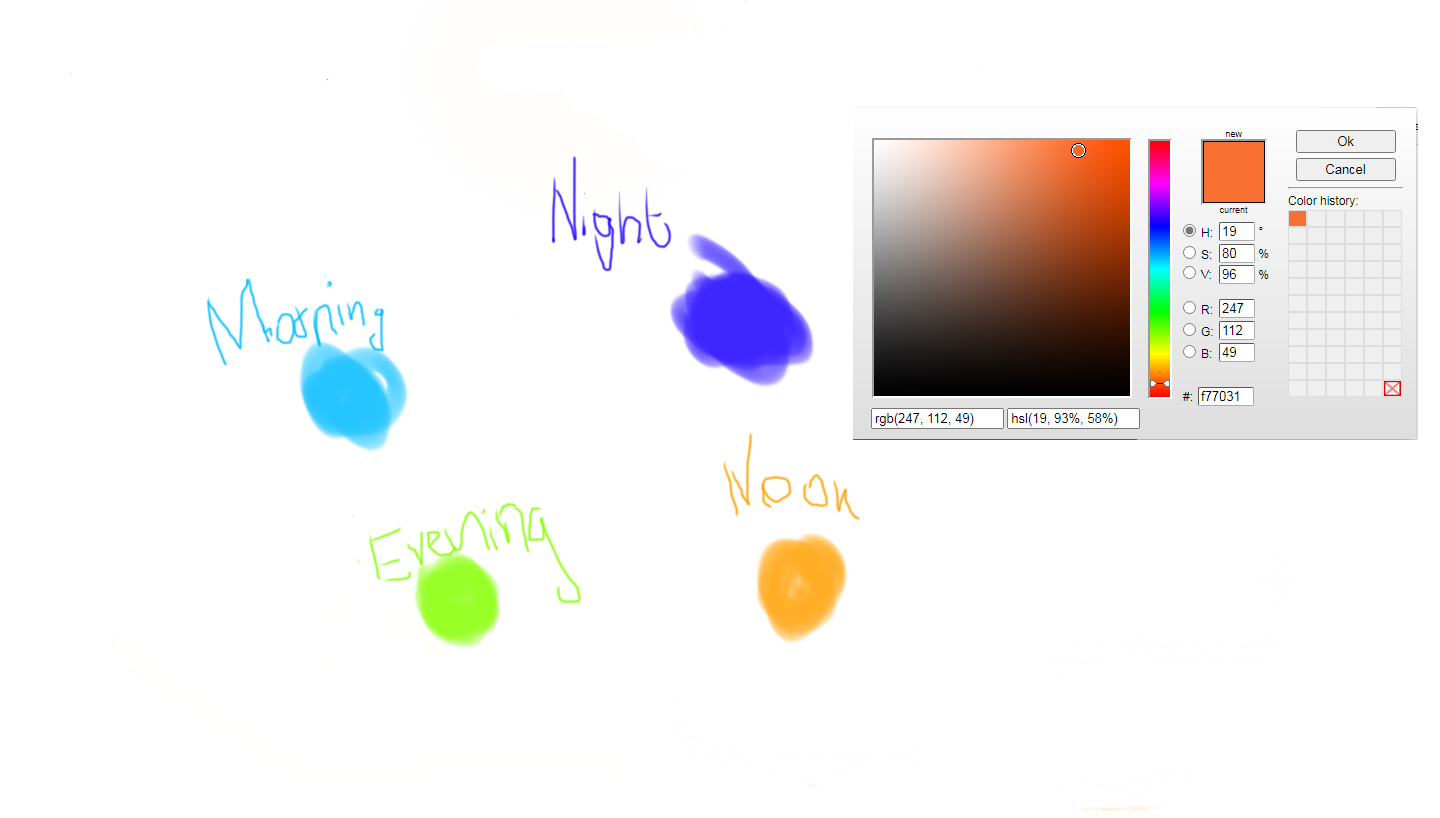 Night
Morning
Evening
Noon
new
current
Ok
Cancel
Color history:
H: 19 °
S: 80 %
V: 96 %
R: 247
G: 112
B: 49
#: f77031
rgb(247, 112, 49)
hsl(19, 93%, 58%)